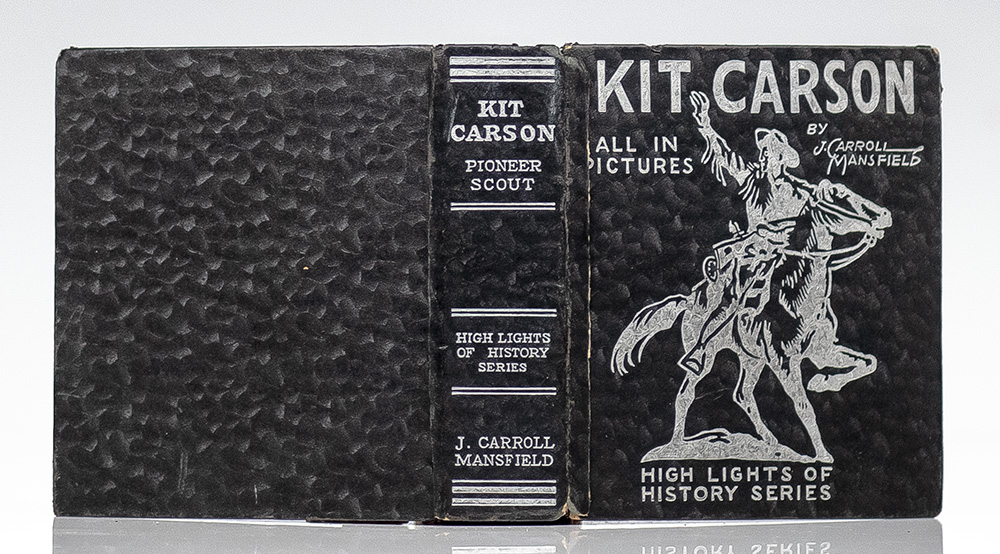 KIT
CARSON
PIONEER
SCOUT
HIGH LIGHTS
OF HISTORY
SERIES
J. CARROLL
MANSFIELD
KIT CARSON
ALL IN
PICTURES
BY
J. CARROLL
MANSFIELD
HIGH LIGHTS OF
HISTORY SERIES